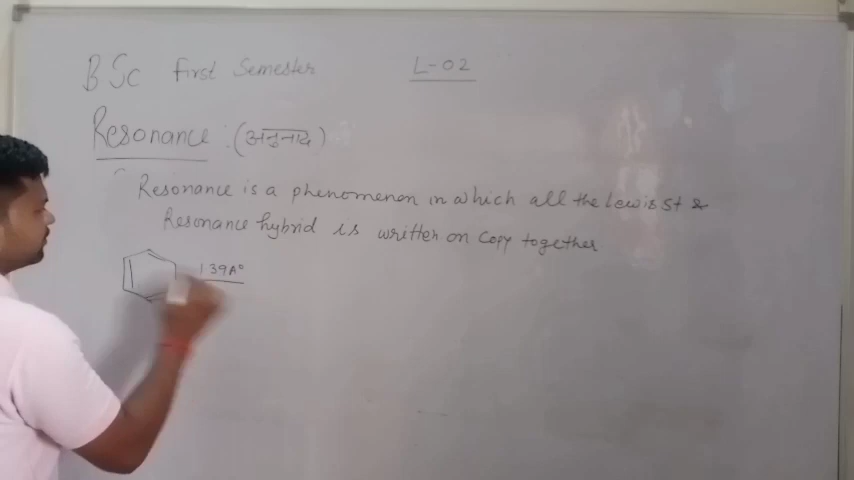 BSc First Semester L-02
Resonance : (अनुनाद)
Resonance is a phenomenon in which all the Lewis St &
Resonance hybrid is written on copy together
1.39A°